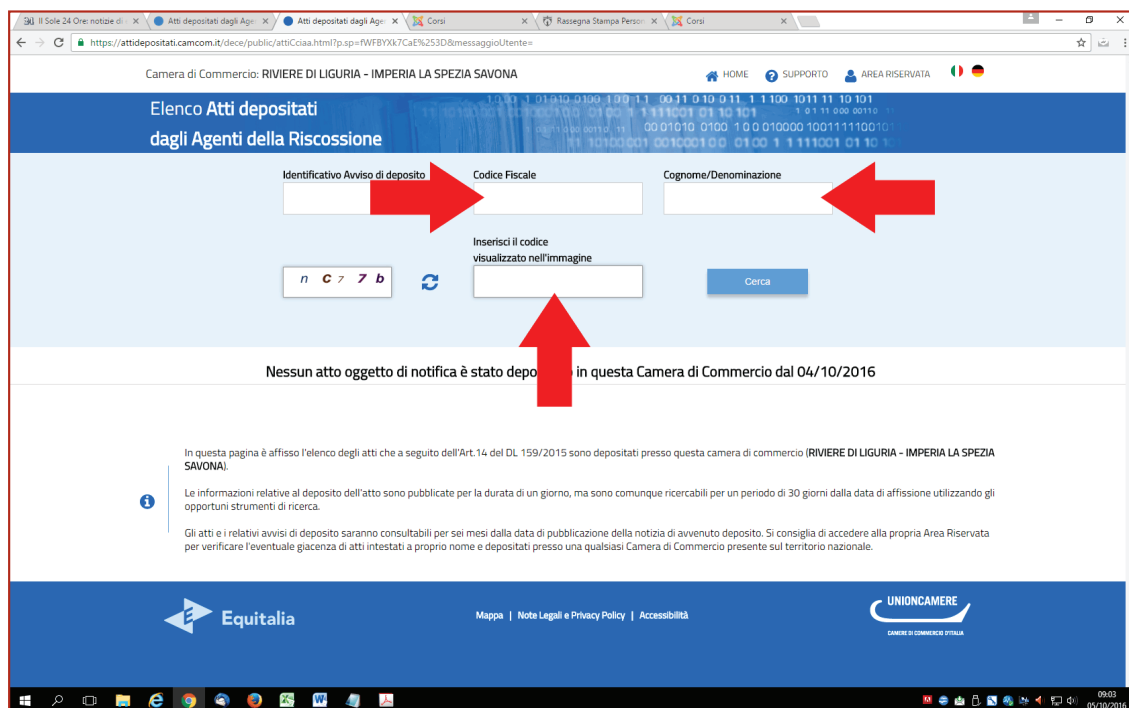 Il Sole 24 Ore: notizie di
Atti depositati dagli Age
Atti depositati dagli Age
Corsi
Rassegna Stampa Person
Corsi
https://attidepositati.camcom.it/dece/public/attiCciaa.html?p.sp=fWFBYXk7CaE%253D&messaggioUtente=
Camera di Commercio: RIVIERE DI LIGURIA - IMPERIA LA SPEZIA SAVONA
HOME
SUPPORTO
AREA RISERVATA
Elenco Atti depositati
dagli Agenti della Riscossione
Identificativo Avviso di deposito
Codice Fiscale
Cognome/Denominazione
Inserisci il codice
visualizzato nell'immagine
n C 7 7 b
Cerca
Nessun atto oggetto di notifica è stato depo o in questa Camera di Commercio dal 04/10/2016
In questa pagina è affisso l'elenco degli atti che a seguito dell'Art.14 del DL 159/2015 sono depositati presso questa camera di commercio (RIVIERE DI LIGURIA - IMPERIA LA SPEZIA
SAVONA).
Le informazioni relative al deposito dell'atto sono pubblicate per la durata di un giorno, ma sono comunque ricercabili per un periodo di 30 giorni dalla data di affissione utilizzando gli
opportuni strumenti di ricerca.
Gli atti e i relativi avvisi di deposito saranno consultabili per sei mesi dalla data di pubblicazione della notizia di avvenuto deposito. Si consiglia di accedere alla propria Area Riservata
per verificare l'eventuale giacenza di atti intestati a proprio nome e depositati presso una qualsiasi Camera di Commercio presente sul territorio nazionale.
Equitalia
Mappa | Note Legali e Privacy Policy | Accessibilità
UNIONCAMERE
CAMERE DI COMMERCIO D'ITALIA
09:03
05/10/2016